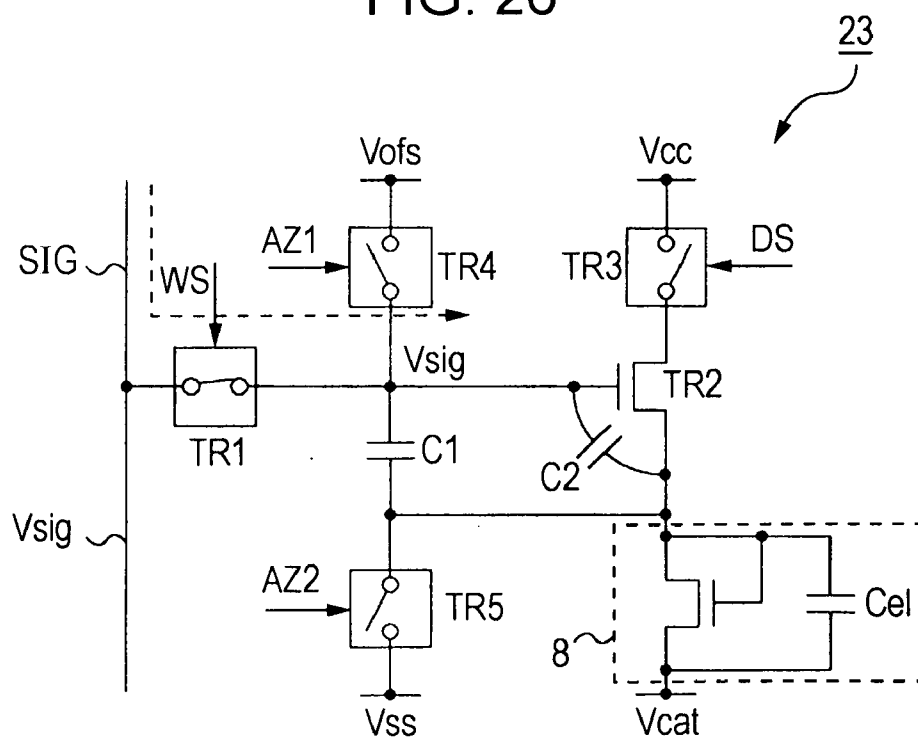 FIG. 20
23
Vofs
Vcc
SIG
AZ1
TR4
TR3
DS
WS
Vsig
TR2
TR1
C1
C2
Vsig
AZ2
TR5
8
Cel
Vss
Vcat